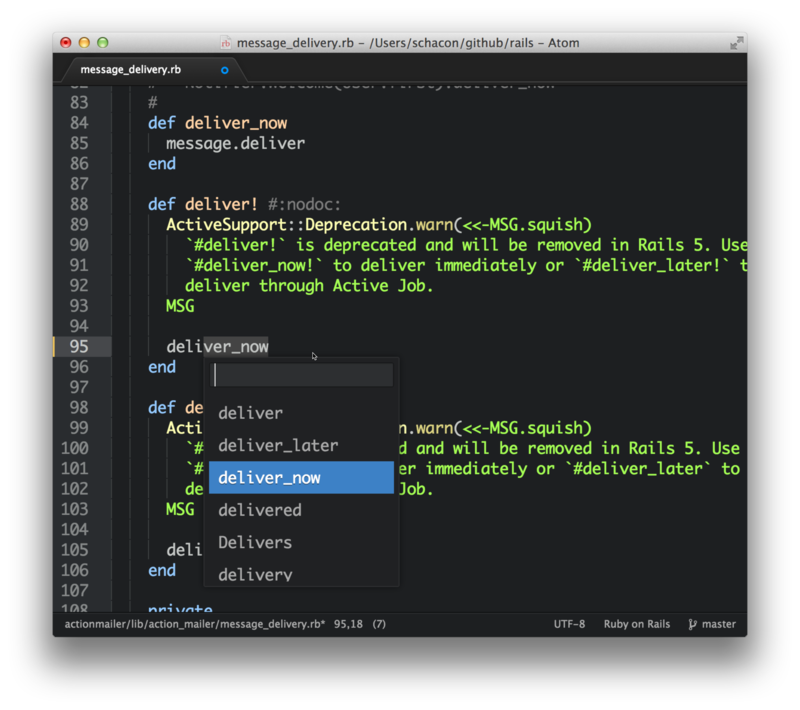 message_delivery.rb – /Users/schacon/github/rails – Atom
message_delivery.rb
83 #
84 def deliver_now
85 message.deliver
86 end
87
88 def deliver! #:nodoc:
89 ActiveSupport::Deprecation.warn(<<-MSG.squish)
90 `#deliver!` is deprecated and will be removed in Rails 5. Use
91 `#deliver_now!` to deliver immediately or `#deliver_later!` t
92 deliver through Active Job.
93 MSG
94
95 deliver_now
96 end
97
98 def de
99 Acti n.warn(<<-MSG.squish)
100 `# d and will be removed in Rails 5. Use
101 `# er immediately or `#deliver_later` to
102 de Job.
103 MSG
104
105 deli
106 end
107
108 private
deliver
deliver_later
deliver_now
delivered
Delivers
delivery
actionmailer/lib/action_mailer/message_delivery.rb* 95,18 (7) UTF-8 Ruby on Rails master